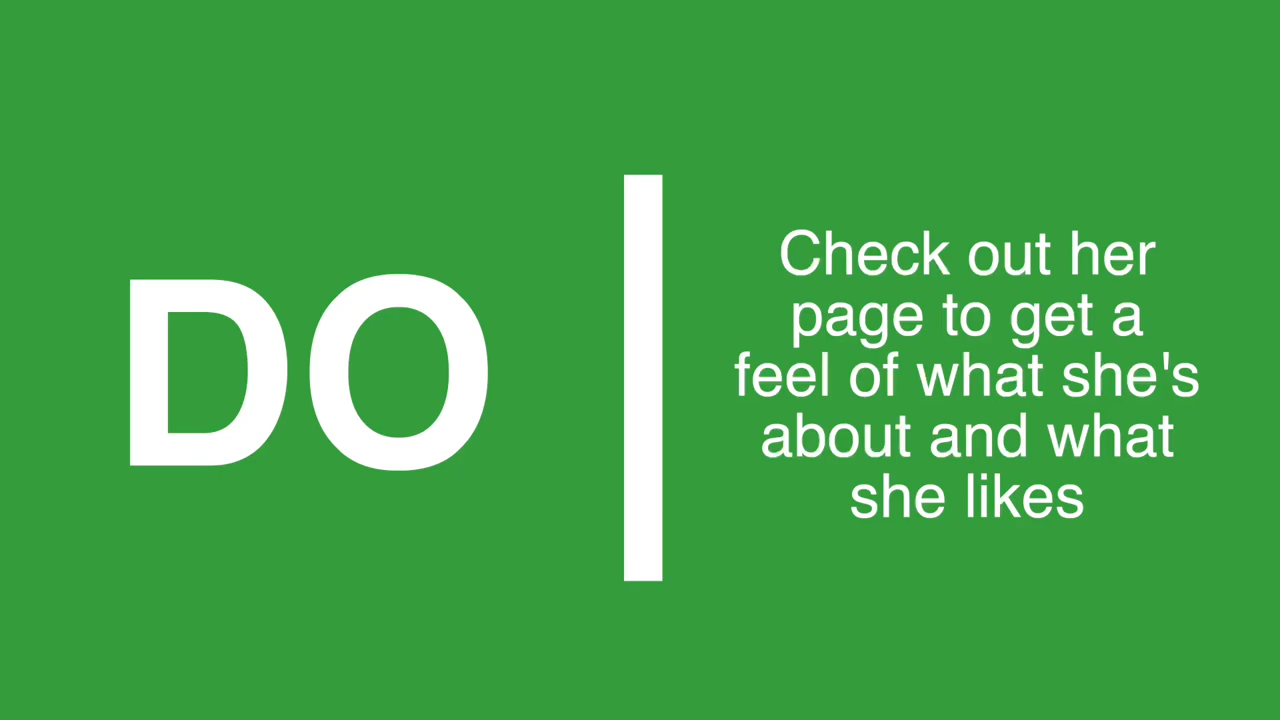 DO
Check out her
page to get a
feel of what she's
about and what
she likes